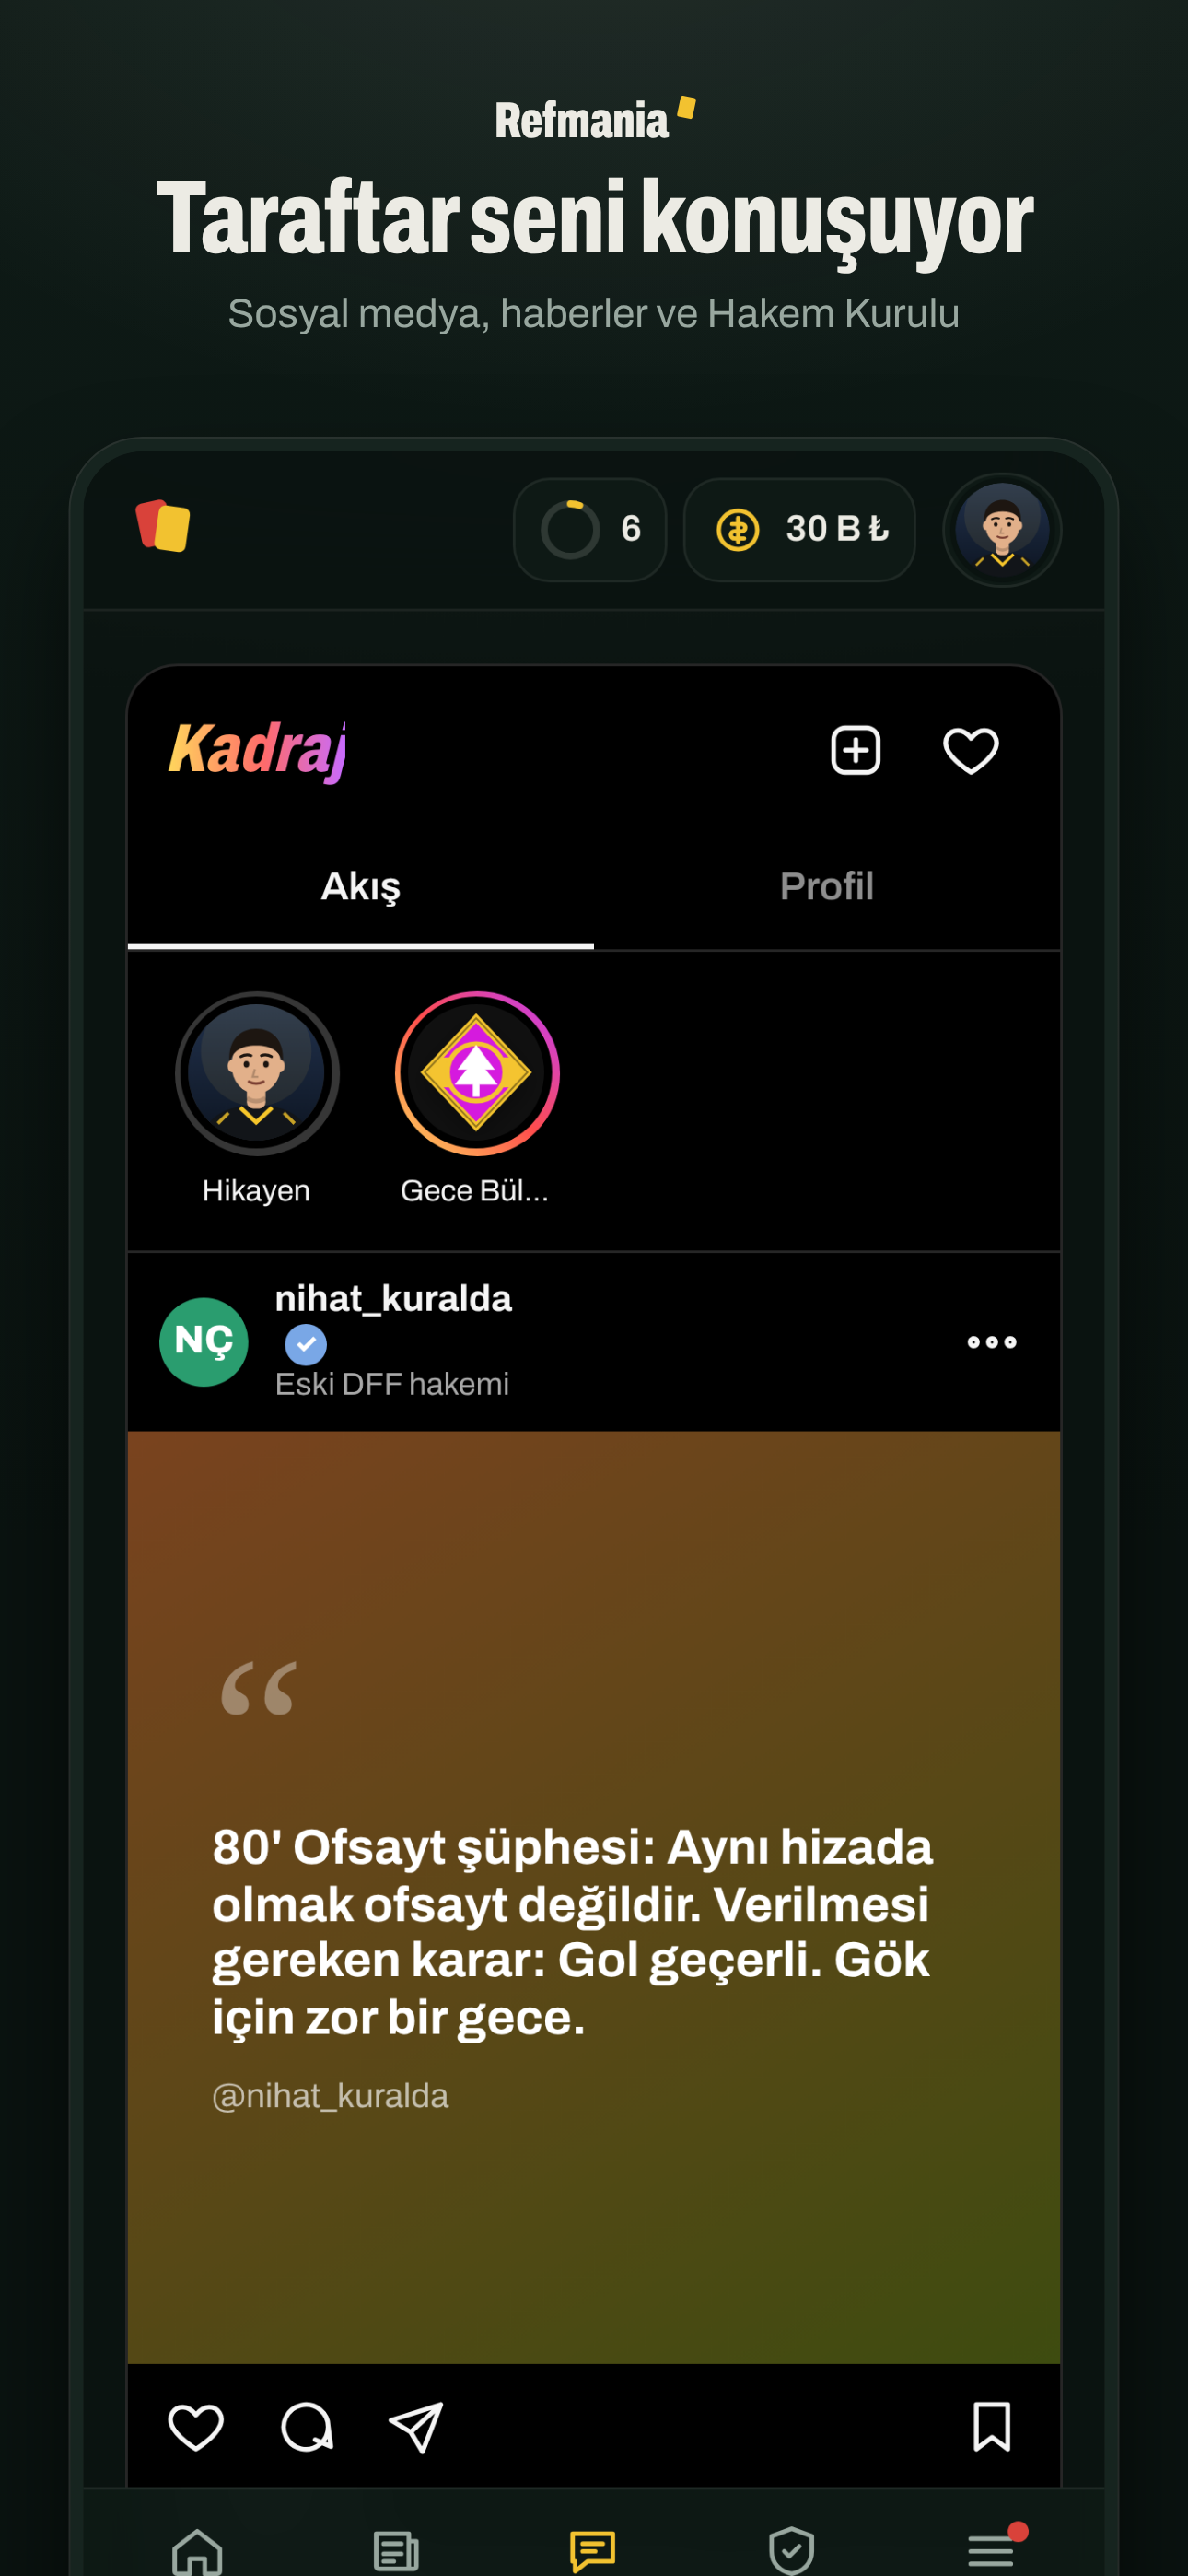 Refmania
Taraftar seni konuşuyor
Sosyal medya, haberler ve Hakem Kurulu
6
30 B ₺
Kadraj
Akış
Profil
Hikayen
Gece Bül...
NÇ
nihat_kuralda
Eski DFF hakemi
“
80' Ofsayt şüphesi: Aynı hizada
olmak ofsayt değildir. Verilmesi
gereken karar: Gol geçerli. Gök
için zor bir gece.
@nihat_kuralda